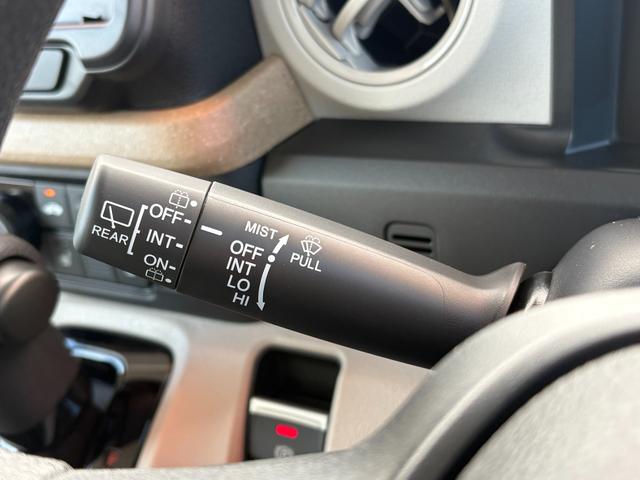 REAR
OFF
INT
ON
MIST
OFF
INT
LO
HI
PULL